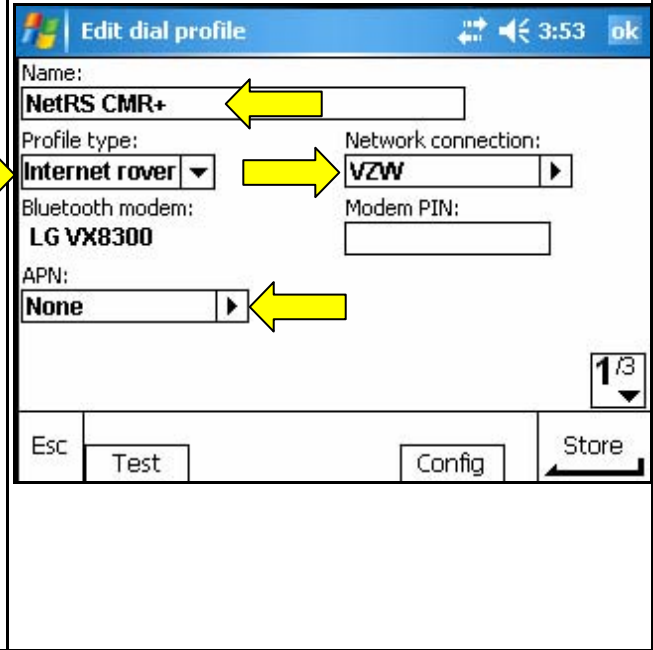 Edit dial profile 3:53 ok
Name:
NetRS CMR+
Profile type: Network connection:
Internet rover VZW
Bluetooth modem: Modem PIN:
LG VX8300
APN:
None
1/3
Esc Test Config Store